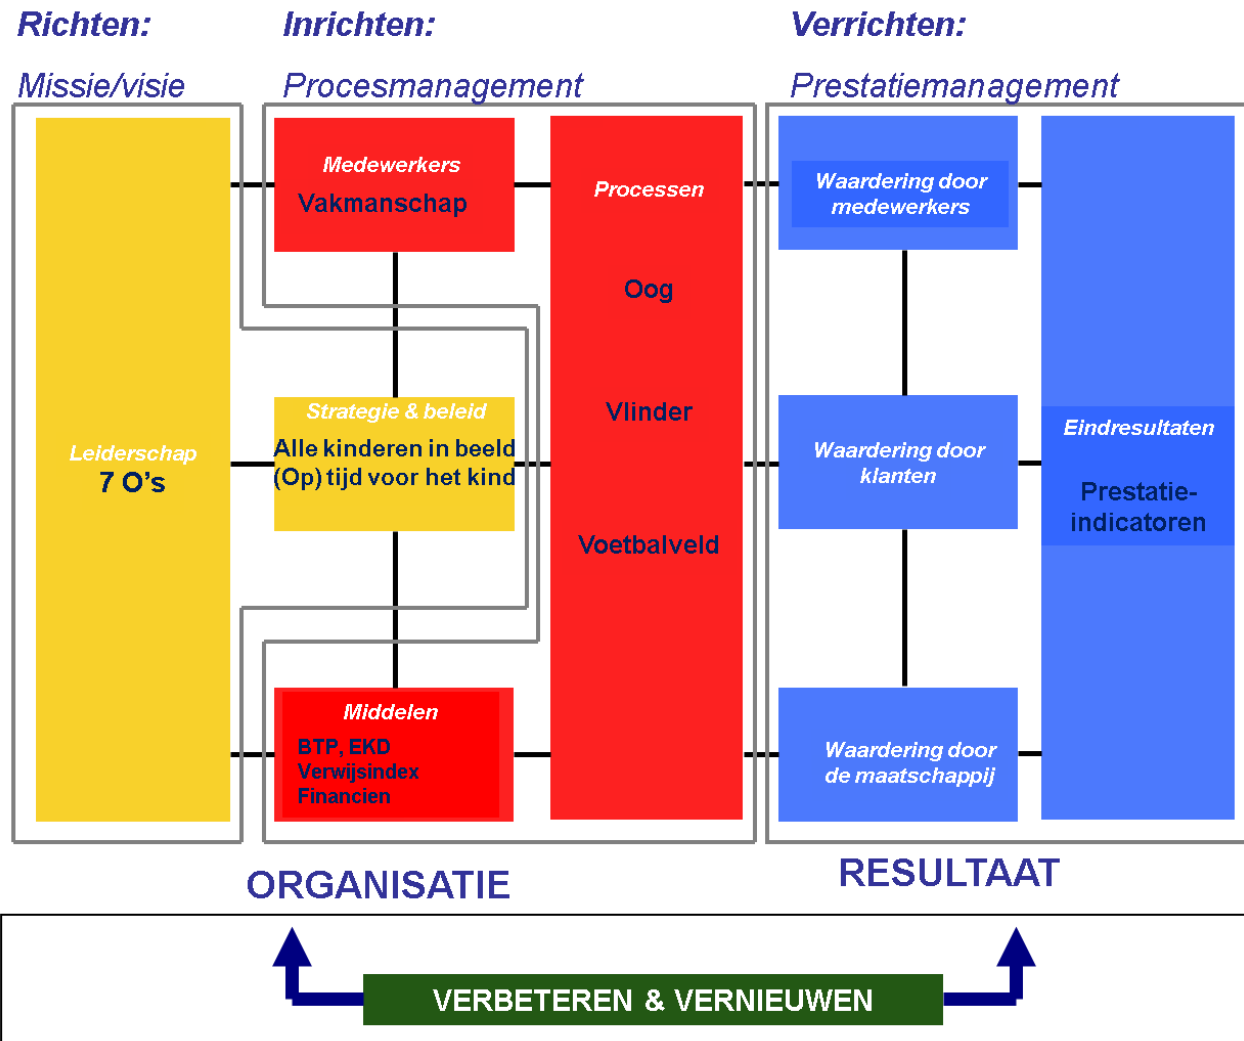 Richten:
Missie/visie
Inrichten:
Procesmanagement
Verrichten:
Prestatiemanagement
Leiderschap
7 O's
Medewerkers
Vakmanschap
Strategie & beleid
Alle kinderen in beeld
(Op) tijd voor het kind
Middelen
BTP, EKD
Verwijsindex
Financien
Processen
Oog
Vlinder
Voetbalveld
Waardering door
medewerkers
Waardering door
klanten
Waardering door
de maatschappij
Eindresultaten
Prestatie-
indicatoren
ORGANISATIE
RESULTAAT
VERBETEREN & VERNIEUWEN